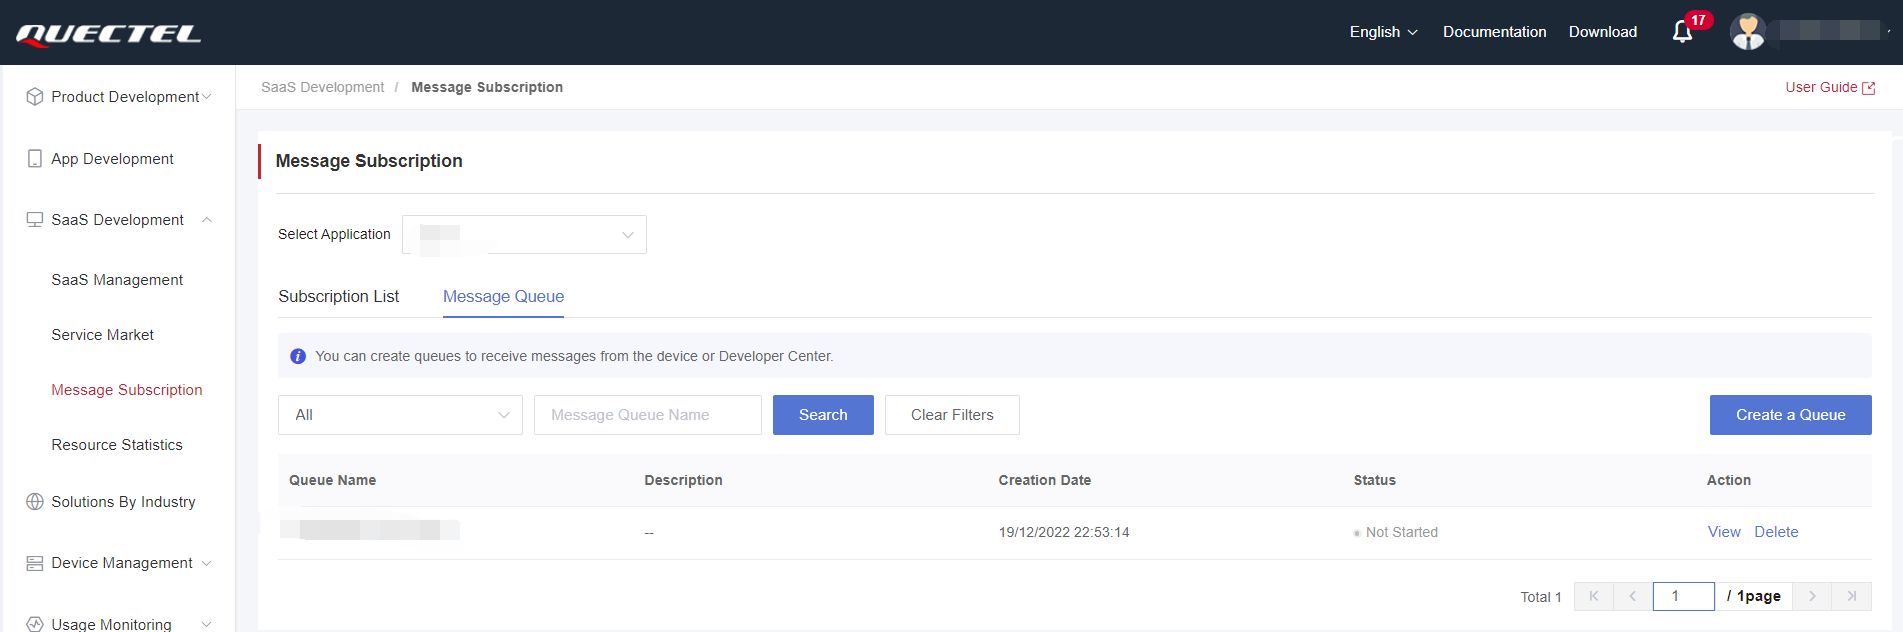 QUECTEL
English
Documentation
Download
17
Product Development
App Development
SaaS Development
SaaS Management
Service Market
Message Subscription
Resource Statistics
Solutions By Industry
Device Management
Usage Monitoring
SaaS Development / Message Subscription
User Guide
Message Subscription
Select Application
Subscription List
Message Queue
You can create queues to receive messages from the device or Developer Center.
All
Message Queue Name
Search
Clear Filters
Create a Queue
Queue Name Description Creation Date Status Action
-- 19/12/2022 22:53:14 Not Started View Delete
Total 1
1
/ 1page